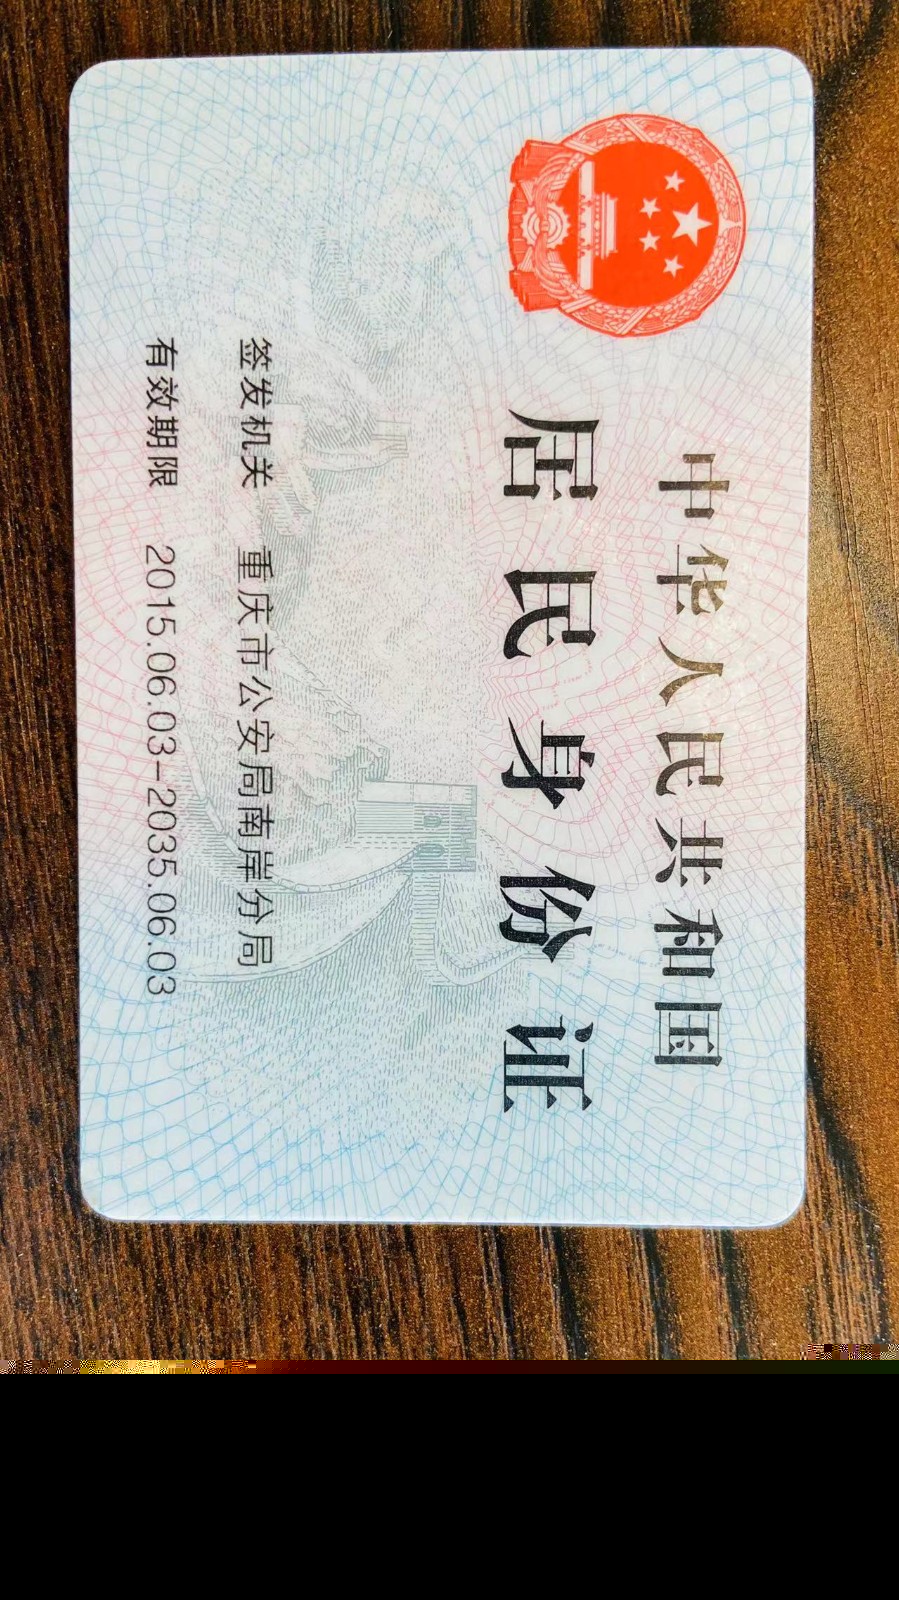 中华人民共和国
居民身份证
签发机关 重庆市公安局南岸分局
有效期限 2015.06.03-2035.06.03